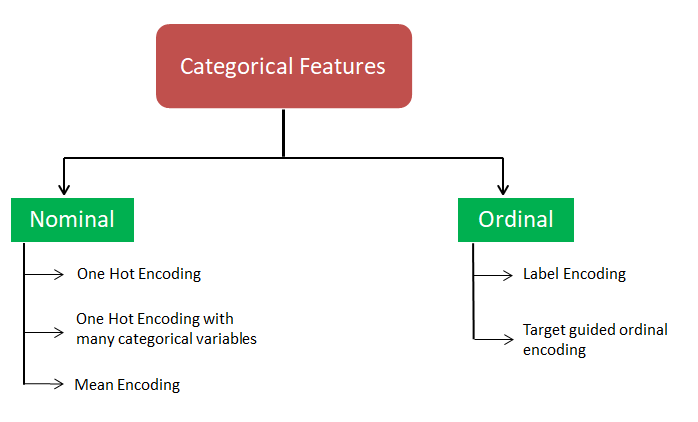 Categorical Features
Nominal
One Hot Encoding
One Hot Encoding with
many categorical variables
Mean Encoding
Ordinal
Label Encoding
Target guided ordinal
encoding